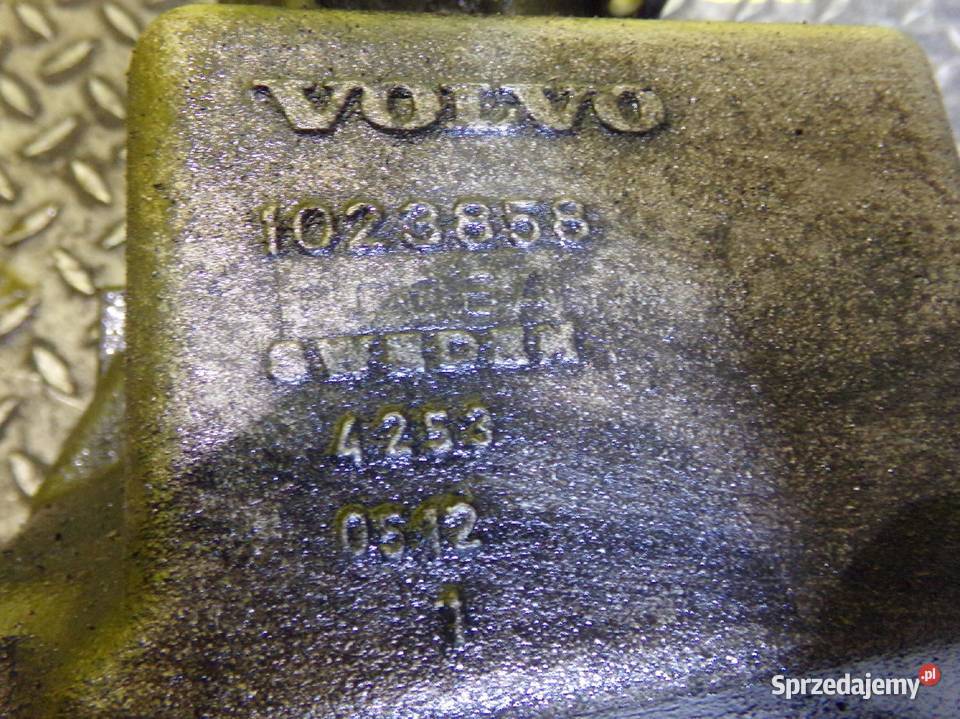 VOLVO
1023858
SWEDEN
4253
0512
1
Sprzedajemy.pl